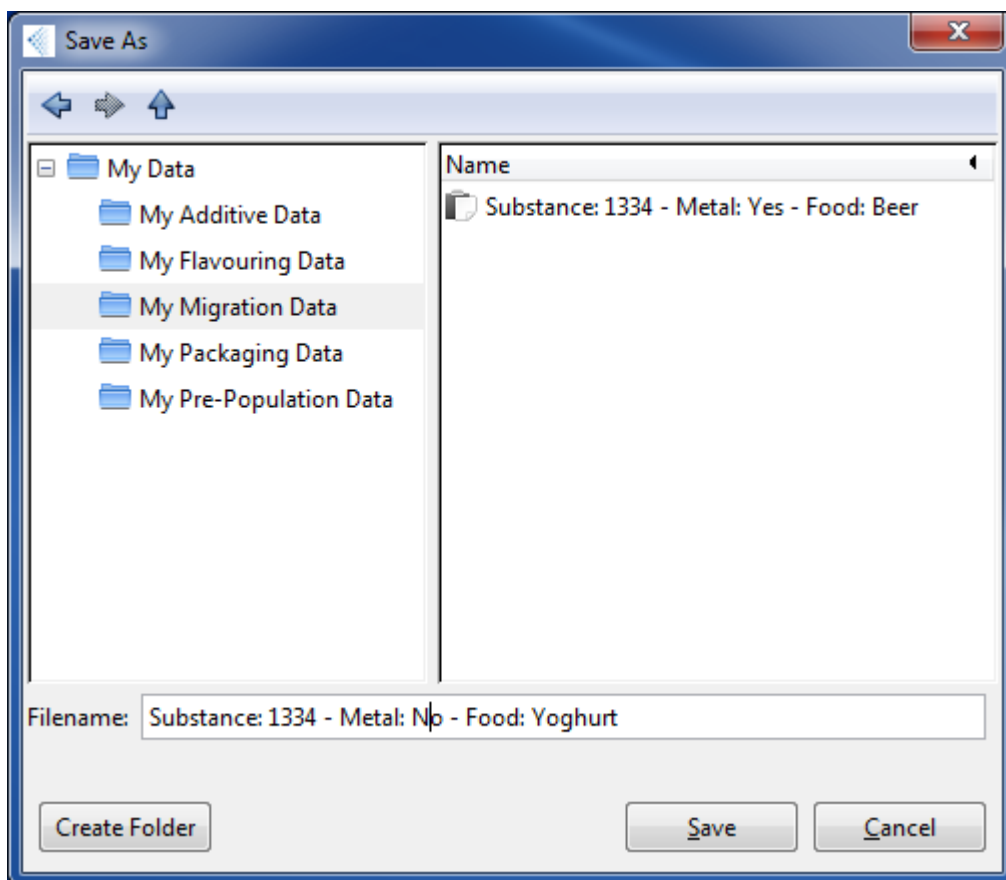 Save As
My Data
My Additive Data
My Flavouring Data
My Migration Data
My Packaging Data
My Pre-Population Data
Name
Substance: 1334 - Metal: Yes - Food: Beer
Filename: Substance: 1334 - Metal: No - Food: Yoghurt
Create Folder Save Cancel